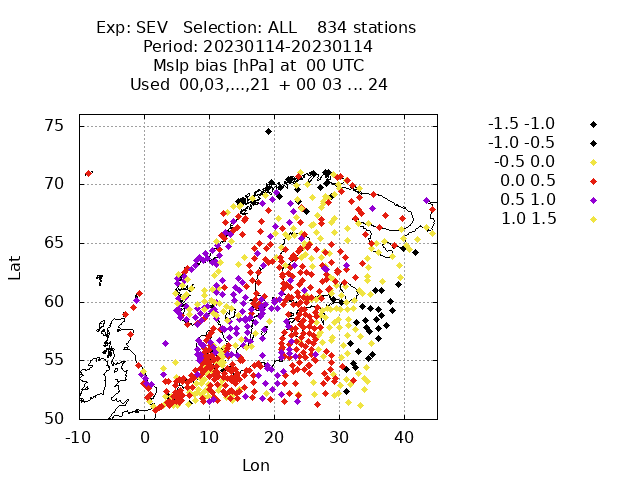 Exp: SEV Selection: ALL 834 stations
Period: 20230114-20230114
Mslp bias [hPa] at 00 UTC
Used 00,03,...,21 + 00 03 ... 24
75
70
65
60
55
50
-10 0 10 20 30 40
Lat
Lon
-1.5 -1.0
-1.0 -0.5
-0.5 0.0
0.0 0.5
0.5 1.0
1.0 1.5